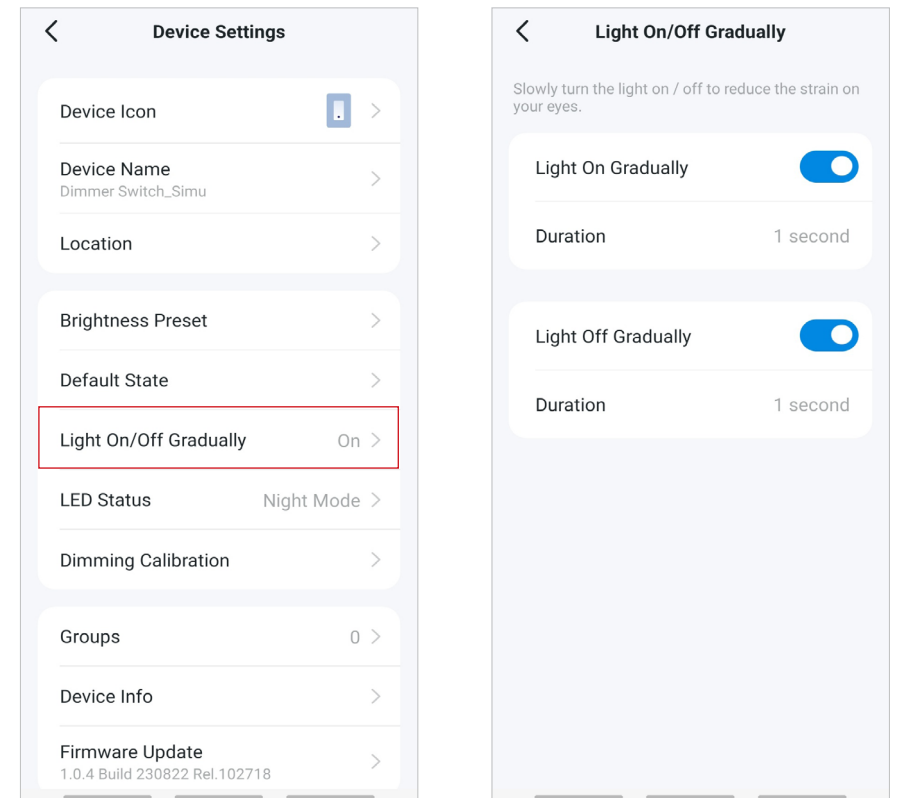 Device Settings
Device Icon
Device Name
Dimmer Switch_Simu
Location
Brightness Preset
Default State
Light On/Off Gradually On
LED Status Night Mode
Dimming Calibration
Groups 0
Device Info
Firmware Update
1.0.4 Build 230822 Rel.102718
Light On/Off Gradually
Slowly turn the light on / off to reduce the strain on
your eyes.
Light On Gradually
Duration 1 second
Light Off Gradually
Duration 1 second